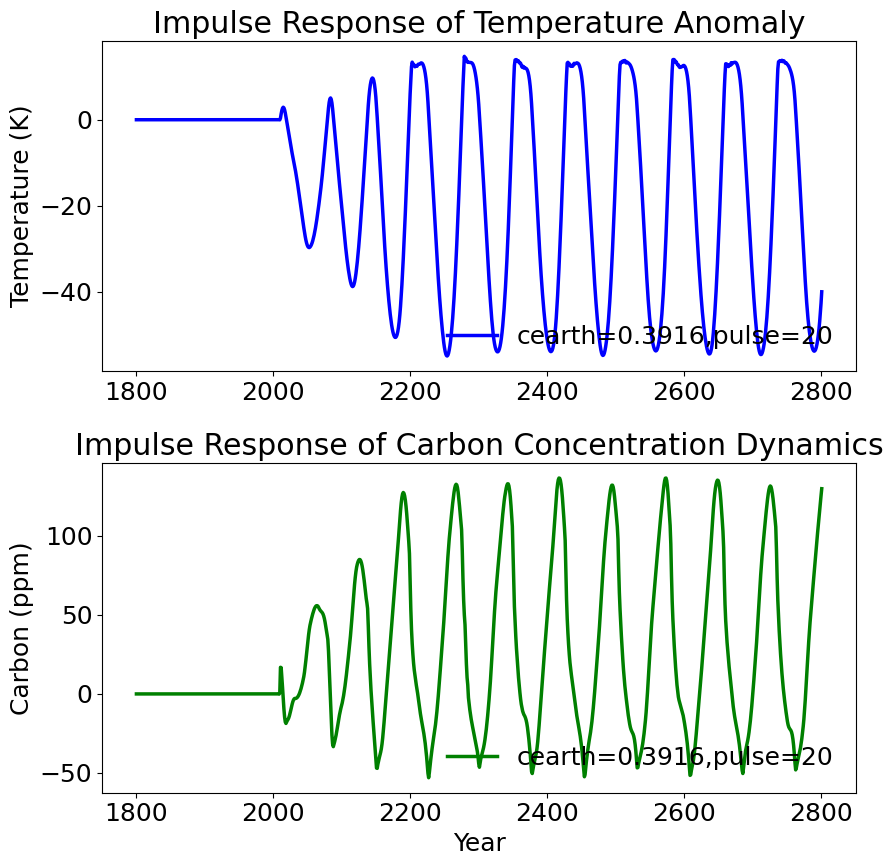 Impulse Response of Temperature Anomaly
Temperature (K)
0
−20
−40
cearth=0.3916,pulse=20
1800 2000 2200 2400 2600 2800
Impulse Response of Carbon Concentration Dynamics
Carbon (ppm)
100
50
0
−50
cearth=0.3916,pulse=20
1800 2000 2200 2400 2600 2800
Year